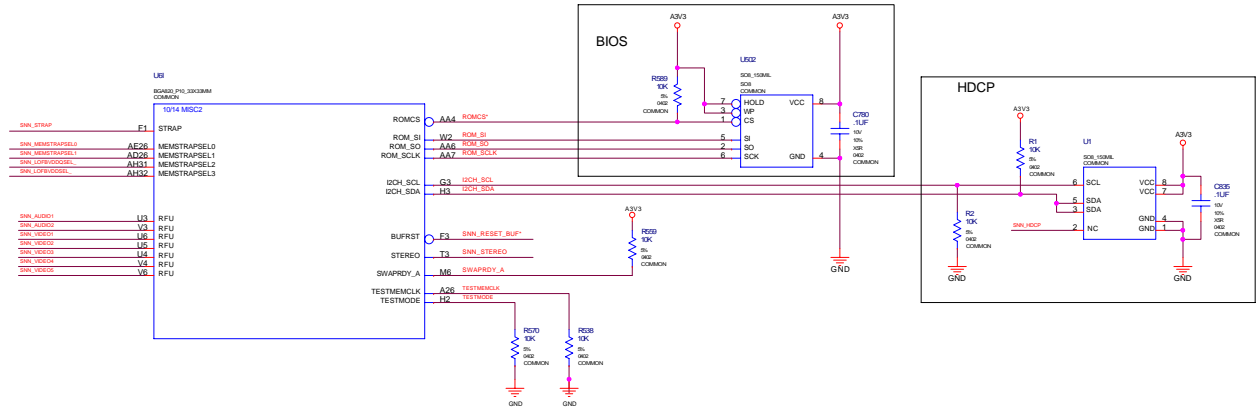 BIOS
A3V3
A3V3
R589
10K
5%
0402
COMMON
U502
SO8_150MIL
SO8
COMMON
7 HOLD VCC 8
3 WP
1 CS
5 SI
2 SO
6 SCK GND 4
C780
.1UF
10V
10%
X5R
0402
COMMON
GND
U6I
BGA820_P10_33X33MM
COMMON
10/14 MISC2
SNN_STRAP F1 STRAP
SNN_MEMSTRAPSEL0 AE26 MEMSTRAPSEL0
SNN_MEMSTRAPSEL1 AD26 MEMSTRAPSEL1
SNN_LOFBVDDQSEL_ AH31 MEMSTRAPSEL2
SNN_LOFBVDDSEL_ AH32 MEMSTRAPSEL3
SNN_AUDIO1 U3 RFU
SNN_AUDIO2 V3 RFU
SNN_VIDEO1 U6 RFU
SNN_VIDEO2 U5 RFU
SNN_VIDEO3 U4 RFU
SNN_VIDEO4 V4 RFU
SNN_VIDEO5 V6 RFU
ROMCS AA4 ROMCS*
ROM_SI W2 ROM_SI
ROM_SO AA6 ROM_SO
ROM_SCLK AA7 ROM_SCLK
I2CH_SCL G3 I2CH_SCL
I2CH_SDA H3 I2CH_SDA
BUFRST F3 SNN_RESET_BUF*
STEREO T3 SNN_STEREO
SWAPRDY_A M6 SWAPRDY_A
TESTMEMCLK A26 TESTMEMCLK
TESTMODE H2 TESTMODE
A3V3
R559
10K
5%
0402
COMMON
R570
10K
5%
0402
COMMON
GND
R538
10K
5%
0402
COMMON
GND
HDCP
A3V3
R1
10K
5%
0402
COMMON
R2
10K
5%
0402
COMMON
GND
U1
SO8_150MIL
COMMON
6 SCL VCC 8
VCC 7
5 SDA
3 SDA
GND 4
SNN_HDCP 2 NC GND 1
A3V3
C835
.1UF
10V
10%
X5R
0402
COMMON
GND